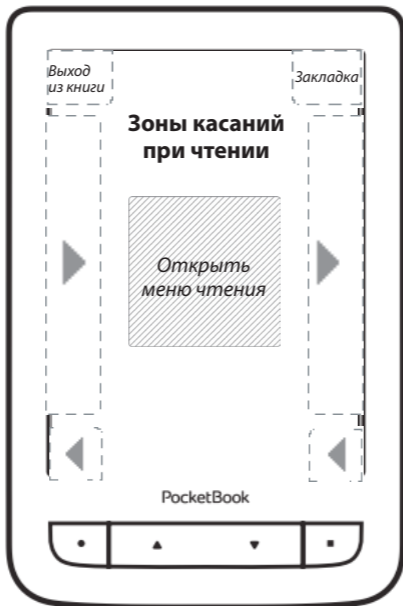 Выход
из книги
Закладка
Зоны касаний
при чтении
Открыть
меню чтения
PocketBook